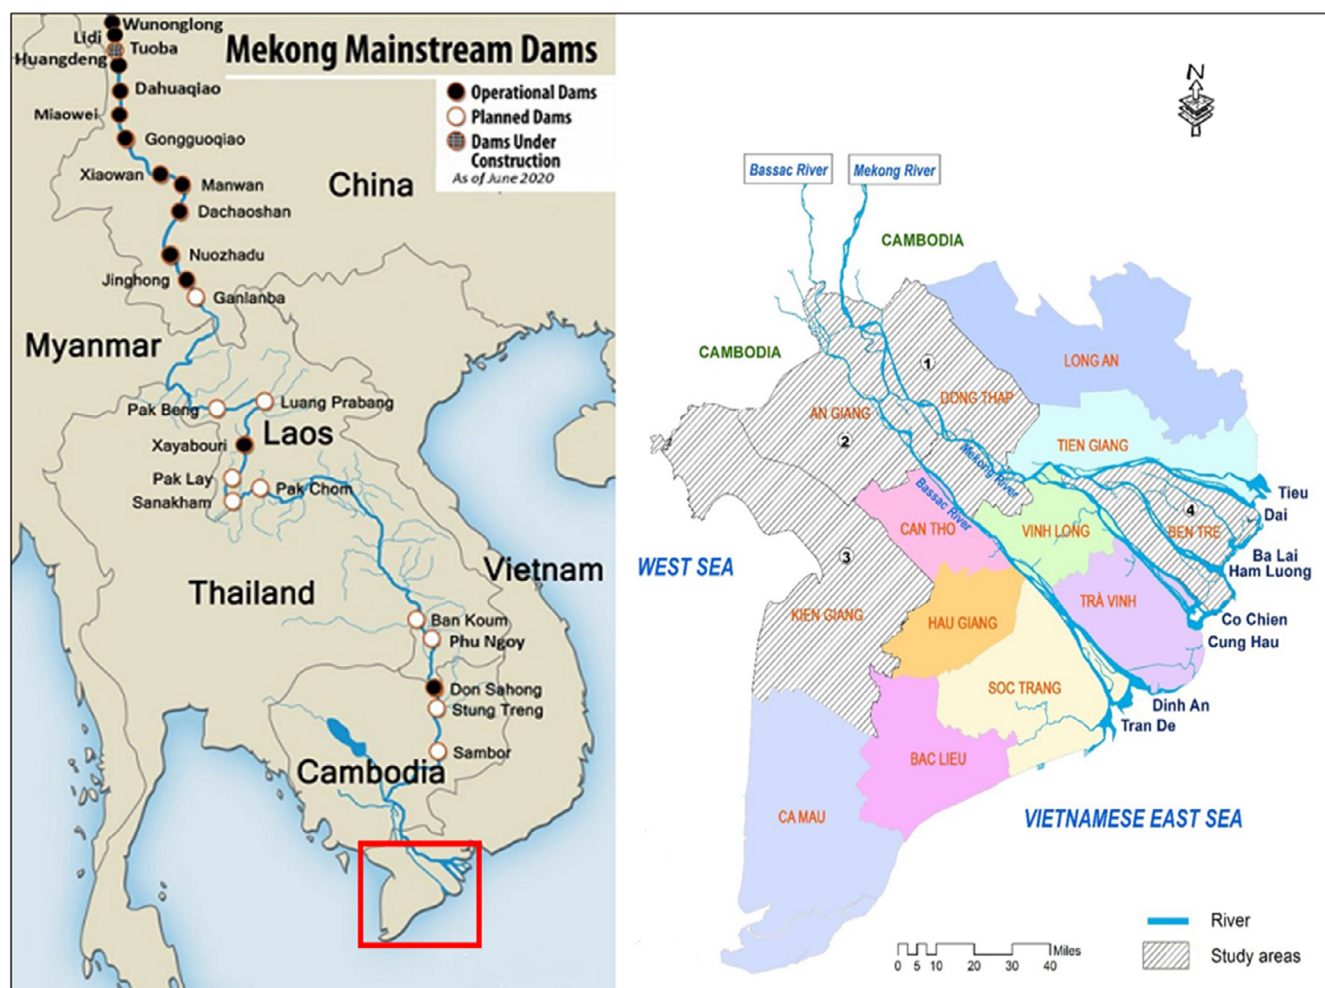 Wunonglong
Lidi
Tuoba
Huangdeng
Dahuaqiao
Miaowei
Gongguoqiao
Xiaowan
Manwan
Dachaoshan
Nuozhadu
Jinghong
Ganlanba
Mekong Mainstream Dams
Operational Dams
Planned Dams
Dams Under
Construction
As of June 2020
China
Myanmar
Pak Beng
Luang Prabang
Xayabouri
Laos
Pak Lay
Pak Chom
Sanakham
Thailand
Vietnam
Ban Koum
Phu Ngoy
Don Sahong
Stung Treng
Sambor
Cambodia
N
Bassac River
Mekong River
CAMBODIA
CAMBODIA
LONG AN
1
DONG THAP
AN GIANG
2
TIEN GIANG
Mekong River
Bassac River
Tieu
Dai
4
BEN TRE
CAN THO
VINH LONG
3
WEST SEA
Ba Lai
Ham Luong
KIEN GIANG
HAU GIANG
TRÀ VINH
Co Chien
Cung Hau
SOC TRANG
Dinh An
Tran De
BAC LIEU
CA MAU
VIETNAMESE EAST SEA
River
Study areas
Miles
0 5 10 20 30 40